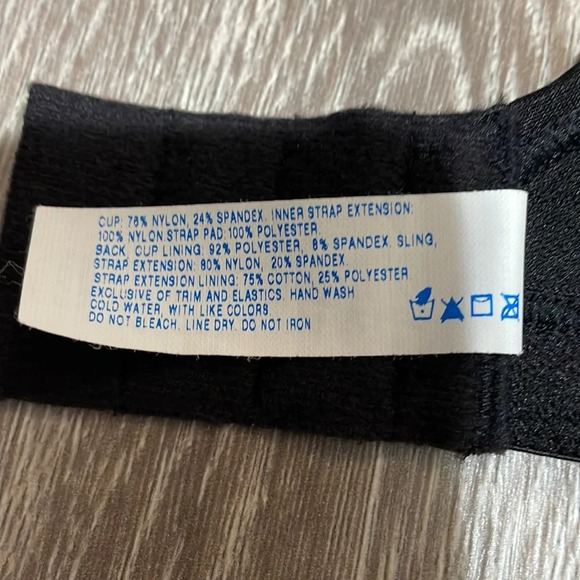 CUP: 76% NYLON, 24% SPANDEX. INNER STRAP EXTENSION:
100% NYLON.STRAP PAD:100% POLYESTER.
BACK, CUP LINING: 92% POLYESTER, 8% SPANDEX. SLING,
STRAP EXTENSION: 80% NYLON, 20% SPANDEX.
STRAP EXTENSION LINING: 75% COTTON, 25% POLYESTER
EXCLUSIVE OF TRIM AND ELASTICS. HAND WASH
COLD WATER, WITH LIKE COLORS
DO NOT BLEACH. LINE DRY. DO NOT IRON